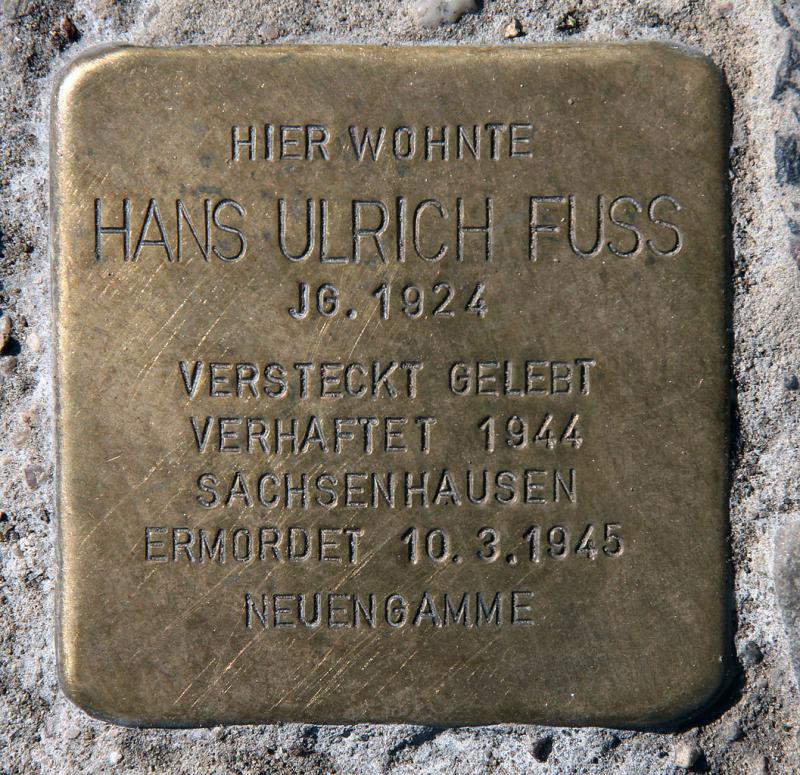 HIER WOHNTE
HANS ULRICH FUSS
JG. 1924
VERSTECKT GELEBT
VERHAFTET 1944
SACHSENHAUSEN
ERMORDET 10.3.1945
NEUENGAMME